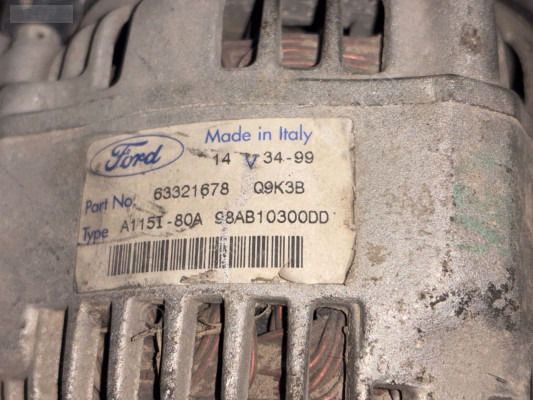 Ford
Made in Italy
14 V 34-99
Part No. 63321678 Q9K3B
Type A115I-80A 98AB10300DD